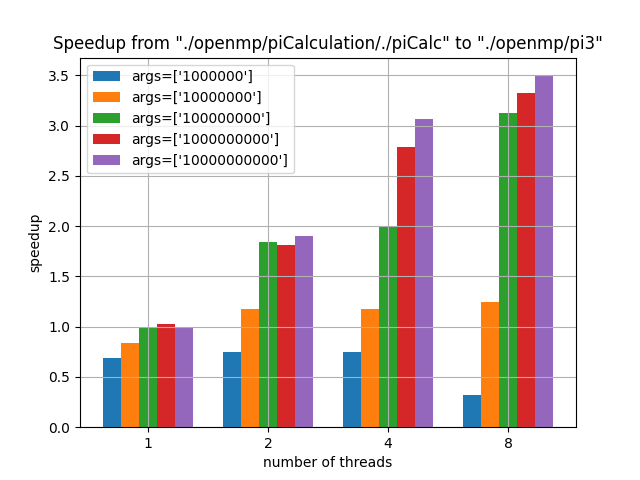 Speedup from "./openmp/piCalculation/./piCalc" to "./openmp/pi3"
args=['1000000']
args=['10000000']
args=['100000000']
args=['1000000000']
args=['10000000000']
3.5
3.0
2.5
2.0
1.5
1.0
0.5
0.0
speedup
1 2 4 8
number of threads